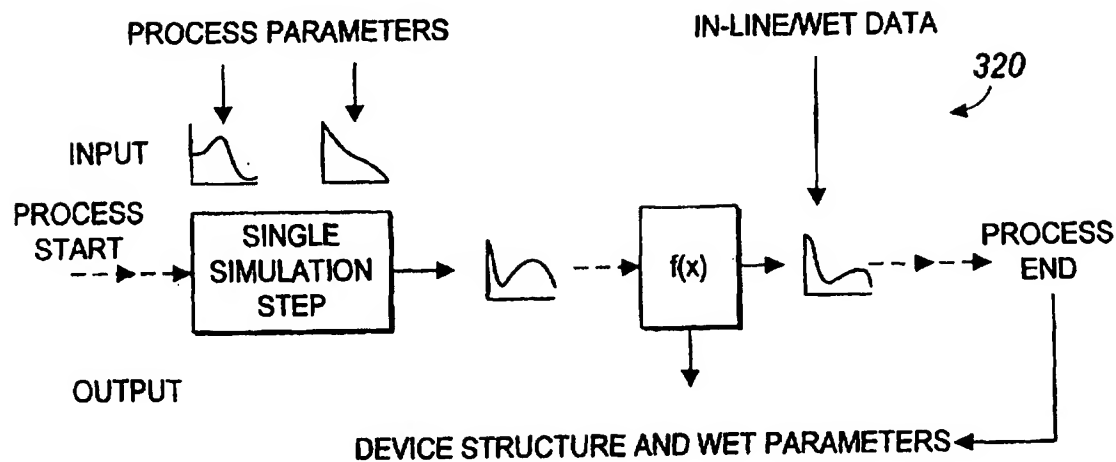 PROCESS PARAMETERS
IN-LINE/WET DATA
320
INPUT
PROCESS
START
SINGLE
SIMULATION
STEP
f(x)
PROCESS
END
OUTPUT
DEVICE STRUCTURE AND WET PARAMETERS